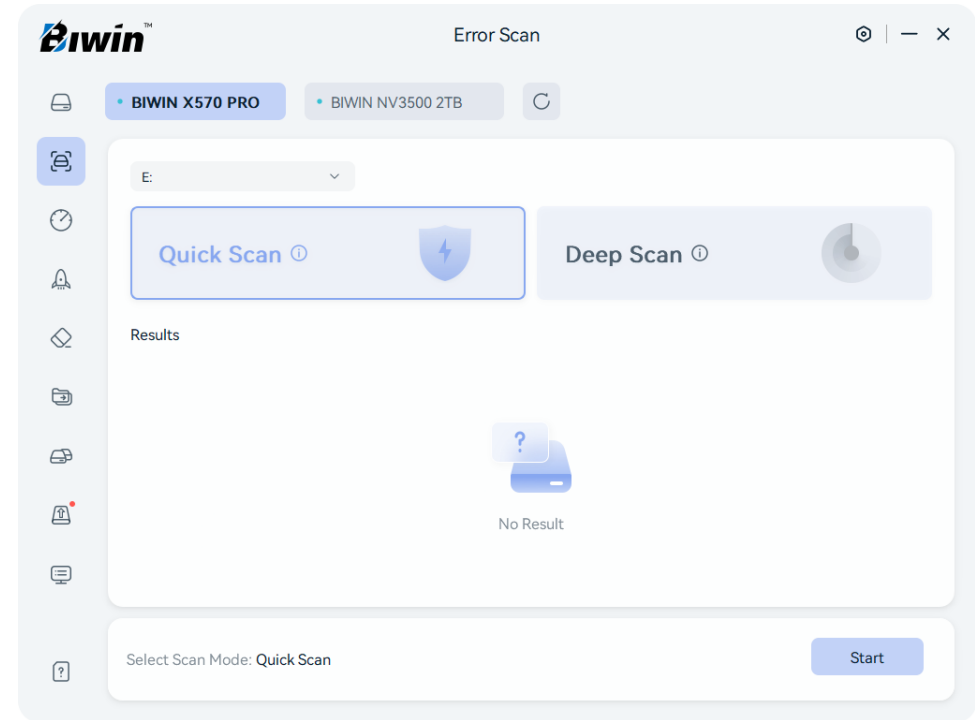 Biwin™
Error Scan
BIWIN X570 PRO
BIWIN NV3500 2TB
E:
Quick Scan
Deep Scan
Results
?
No Result
Select Scan Mode: Quick Scan
Start
?